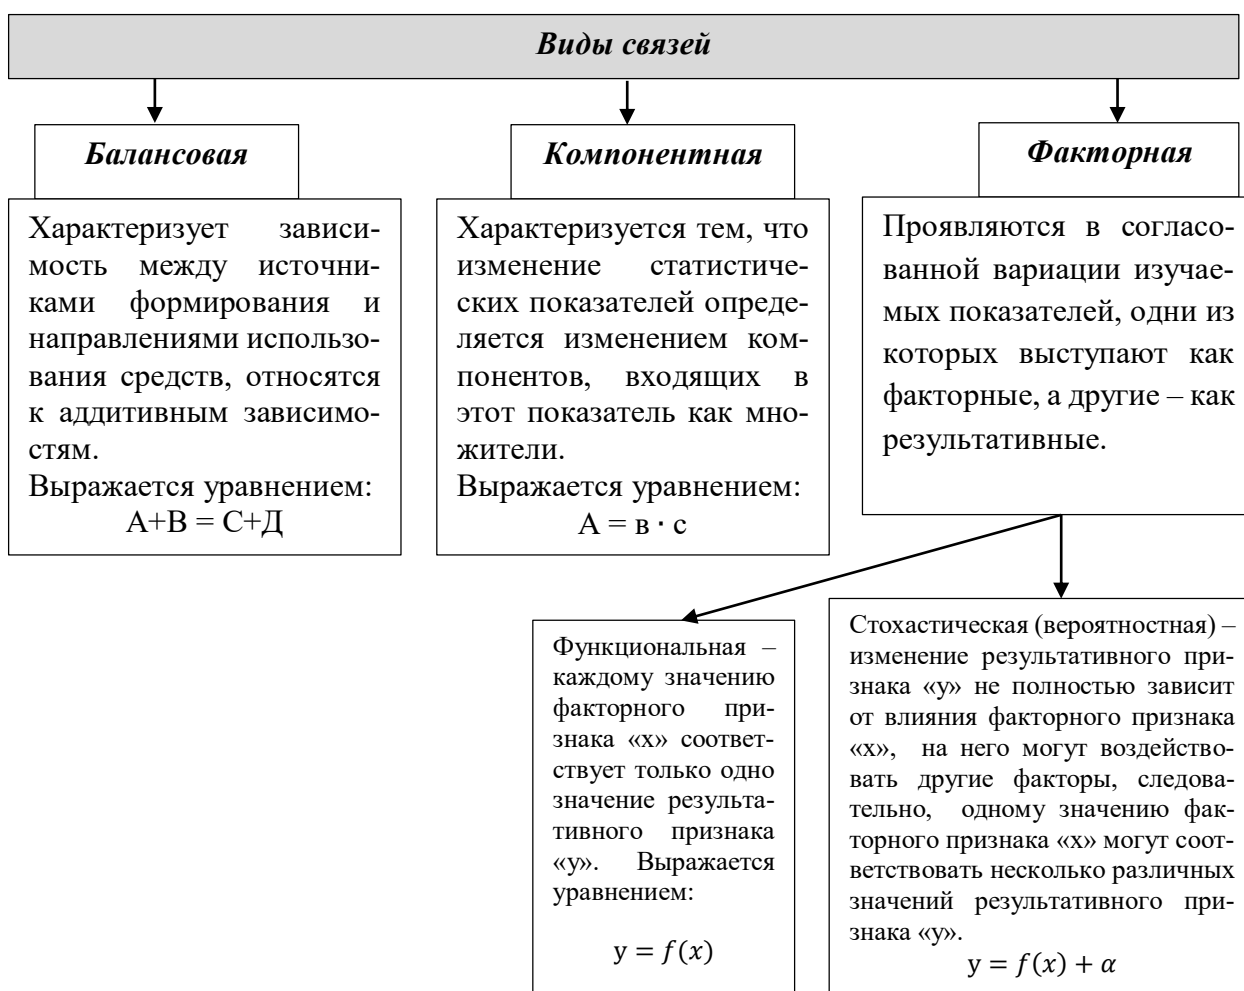 Виды связей
Балансовая
Характеризует зависи-
мость между источни-
ками формирования и
направлениями использо-
вания средств, относятся
к аддитивным зависимо-
стям.
Выражается уравнением:
А+В = С+Д
Компонентная
Характеризуется тем, что
изменение статистиче-
ских показателей опреде-
ляется изменением ком-
понентов, входящих в
этот показатель как мно-
жители.
Выражается уравнением:
А = в · с
Факторная
Проявляются в согласо-
ванной вариации изучае-
мых показателей, одни из
которых выступают как
факторные, а другие – как
результативные.
Функциональная –
каждому значению
факторного при-
знака «х» соответ-
ствует только одно
значение результа-
тивного признака
«у». Выражается
уравнением:
y = f(x)
Стохастическая (вероятностная) –
изменение результативного при-
знака «у» не полностью зависит
от влияния факторного признака
«х», на него могут воздейство-
вать другие факторы, следова-
тельно, одному значению фак-
торного признака «х» могут соот-
ветствовать несколько различных
значений результативного при-
знака «у».
y = f(x) + α